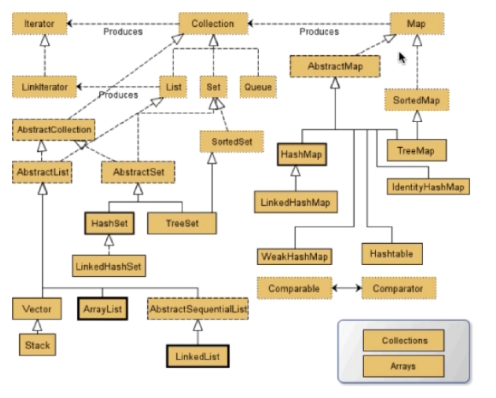 Iterator
Collection
Map
Produces
Produces
LinkIterator
List
Set
Queue
AbstractMap
Produces
SortedMap
AbstractCollection
SortedSet
HashMap
TreeMap
AbstractList
AbstractSet
IdentityHashMap
LinkedHashMap
HashSet
TreeSet
WeakHashMap
Hashtable
LinkedHashSet
Comparable
Comparator
Vector
ArrayList
AbstractSequentialList
Collections
Stack
LinkedList
Arrays